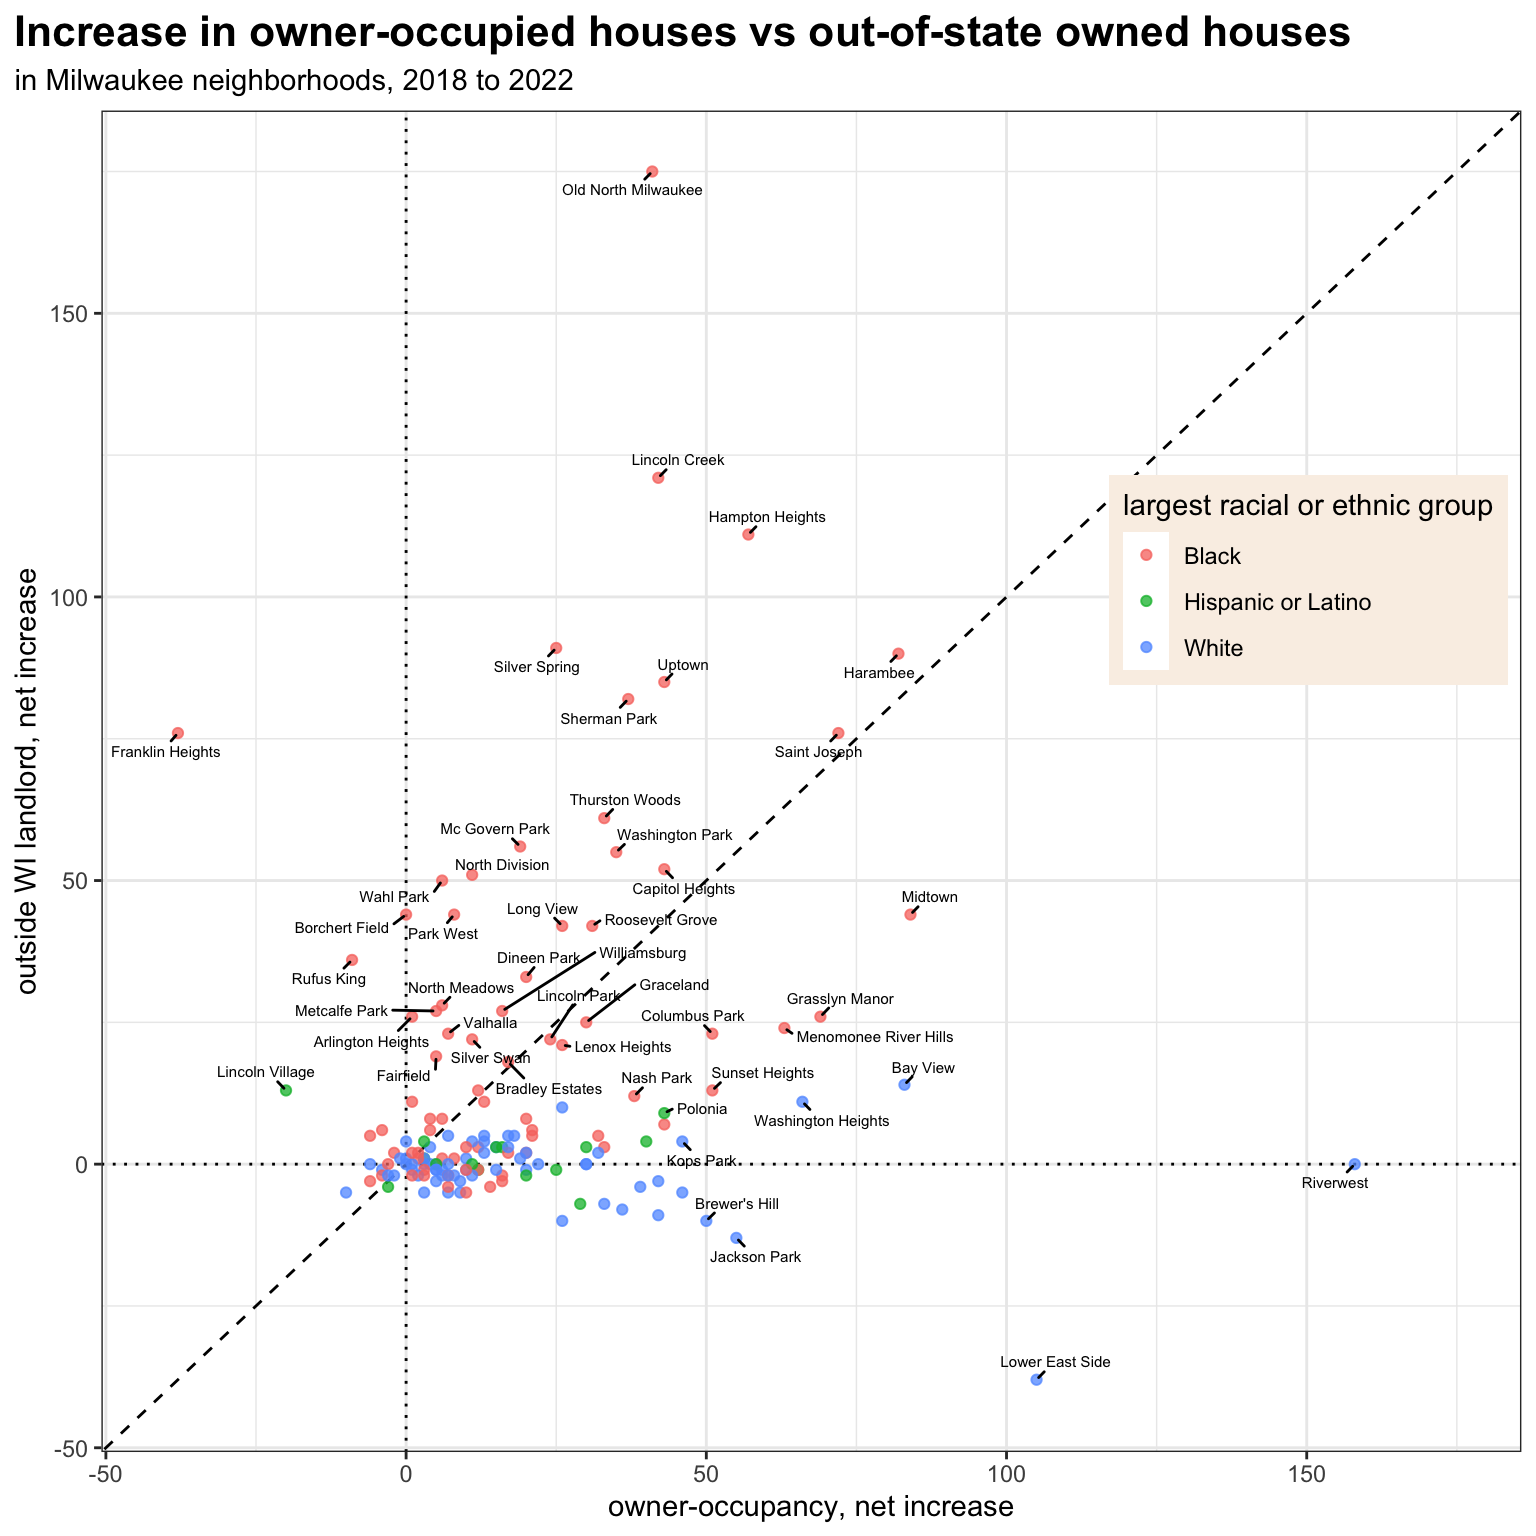 Increase in owner-occupied houses vs out-of-state owned houses
in Milwaukee neighborhoods, 2018 to 2022
Old North Milwaukee
150
Lincoln Creek
largest racial or ethnic group
Hampton Heights
Black
outside WI landlord, net increase
100
Hispanic or Latino
White
Silver Spring
Uptown
Harambee
Sherman Park
Franklin Heights
Saint Joseph
Thurston Woods
Mc Govern Park
Washington Park
North Division
50
Capitol Heights
Wahl Park
Midtown
Long View
Roosevelt Grove
Borchert Field
Park West
Williamsburg
Dineen Park
Rufus King
Graceland
North Meadows
Lincoln Park
Grasslyn Manor
Metcalfe Park
Columbus Park
Valhalla
Menomonee River Hills
Arlington Heights
Lenox Heights
Silver Swan
Bay View
Lincoln Village
Fairfield
Nash Park
Sunset Heights
Bradley Estates
Polonia
Washington Heights
Kops Park
0
Riverwest
Brewer's Hill
Jackson Park
Lower East Side
-50
-50
0
50
100
150
owner-occupancy, net increase